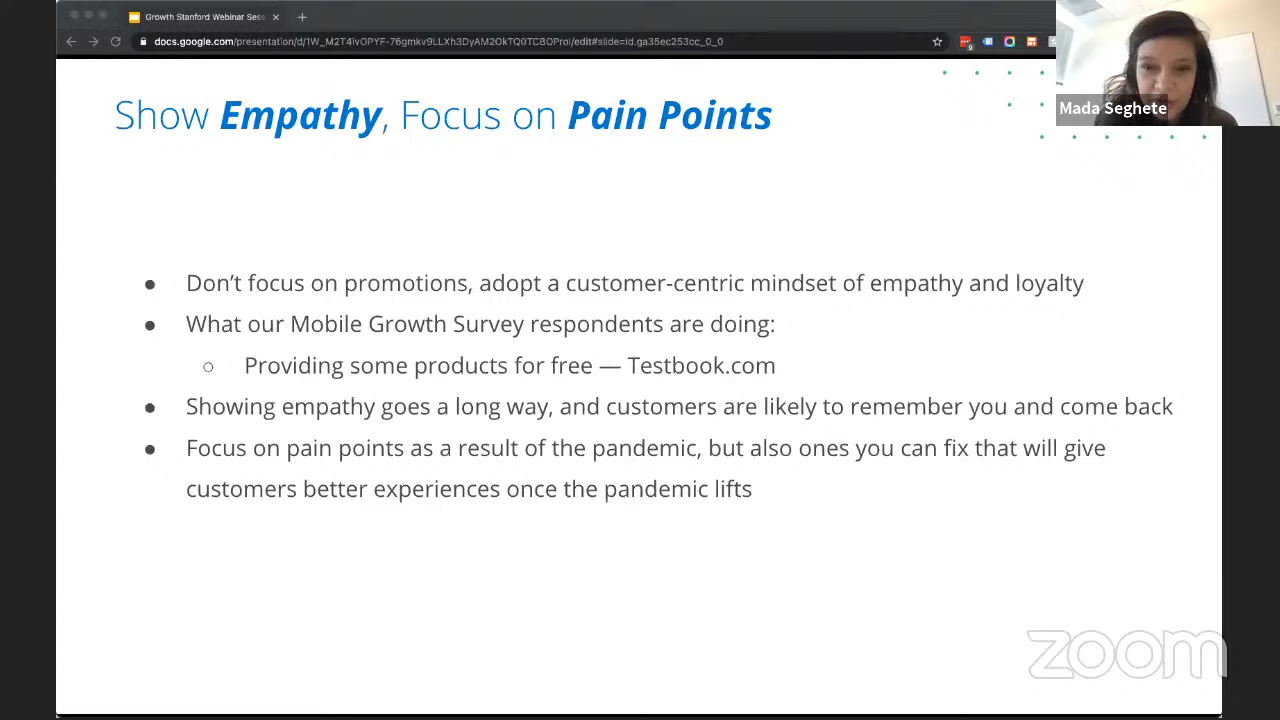 Growth Stanford Webinar Sess
docs.google.com/presentation/d/1W_M2T4ivOPYF-76gmkv9LLXh3DyAM2OkTQ0TCBOProI/edit#slide=id.ga35ec253cc_0_0
Mada Seghete
Show Empathy, Focus on Pain Points
● Don’t focus on promotions, adopt a customer-centric mindset of empathy and loyalty
● What our Mobile Growth Survey respondents are doing:
○ Providing some products for free — Testbook.com
● Showing empathy goes a long way, and customers are likely to remember you and come back
● Focus on pain points as a result of the pandemic, but also ones you can fix that will give
customers better experiences once the pandemic lifts
zoom